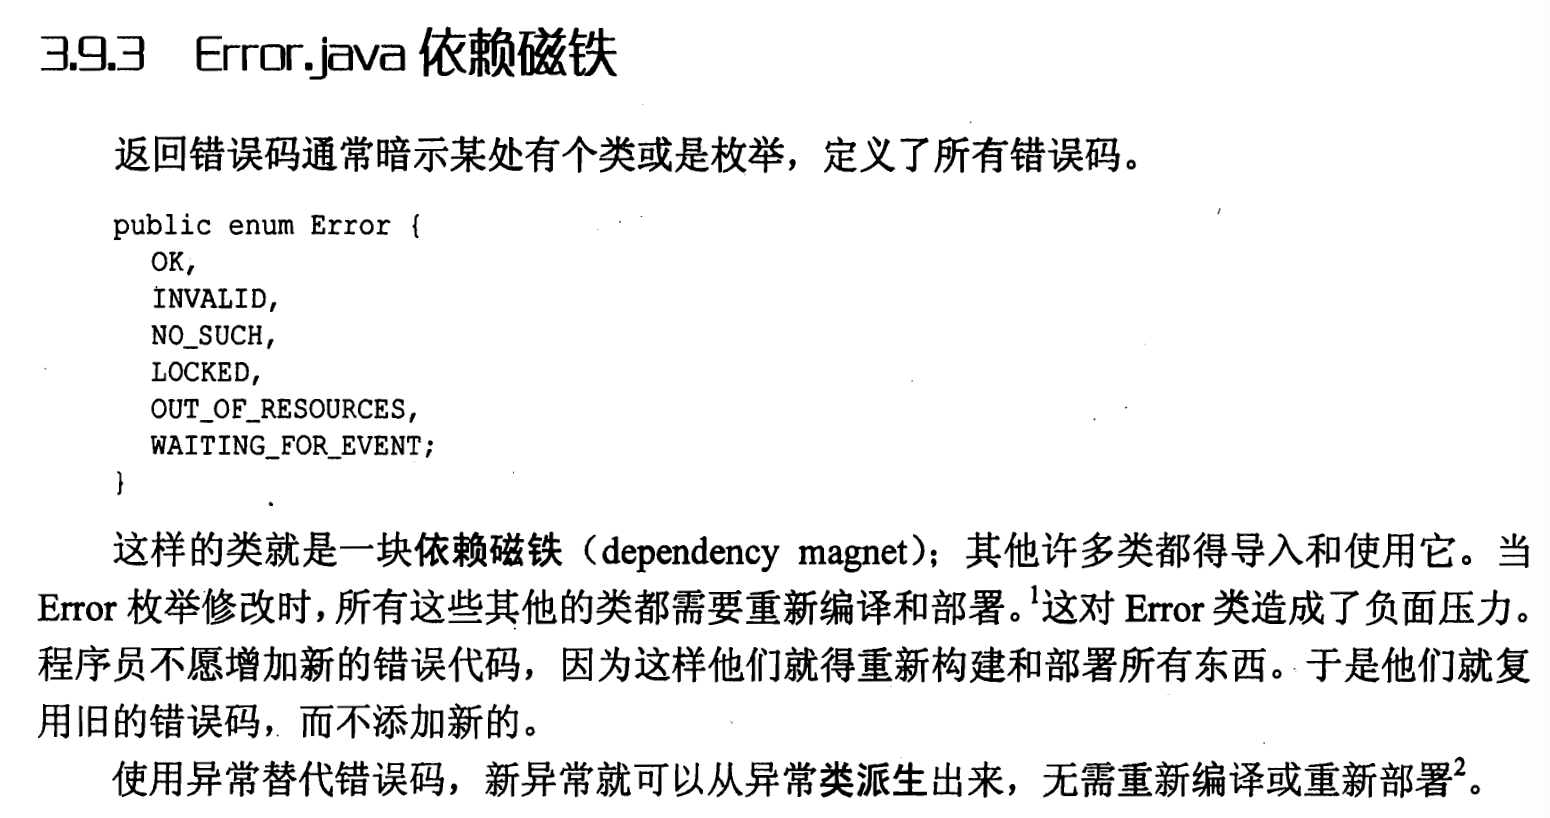 3.9.3 Error.java 依赖磁铁
返回错误码通常暗示某处有个类或是枚举，定义了所有错误码。
public enum Error {
OK,
INVALID,
NO_SUCH,
LOCKED,
OUT_OF_RESOURCES,
WAITING_FOR_EVENT;
}
这样的类就是一块依赖磁铁（dependency magnet）；其他许多类都得导入和使用它。当
Error 枚举修改时，所有这些其他的类都需要重新编译和部署。1这对 Error 类造成了负面压力。
程序员不愿增加新的错误代码，因为这样他们就得重新构建和部署所有东西。于是他们就复
用旧的错误码，而不添加新的。
使用异常替代错误码，新异常就可以从异常类派生出来，无需重新编译或重新部署2。